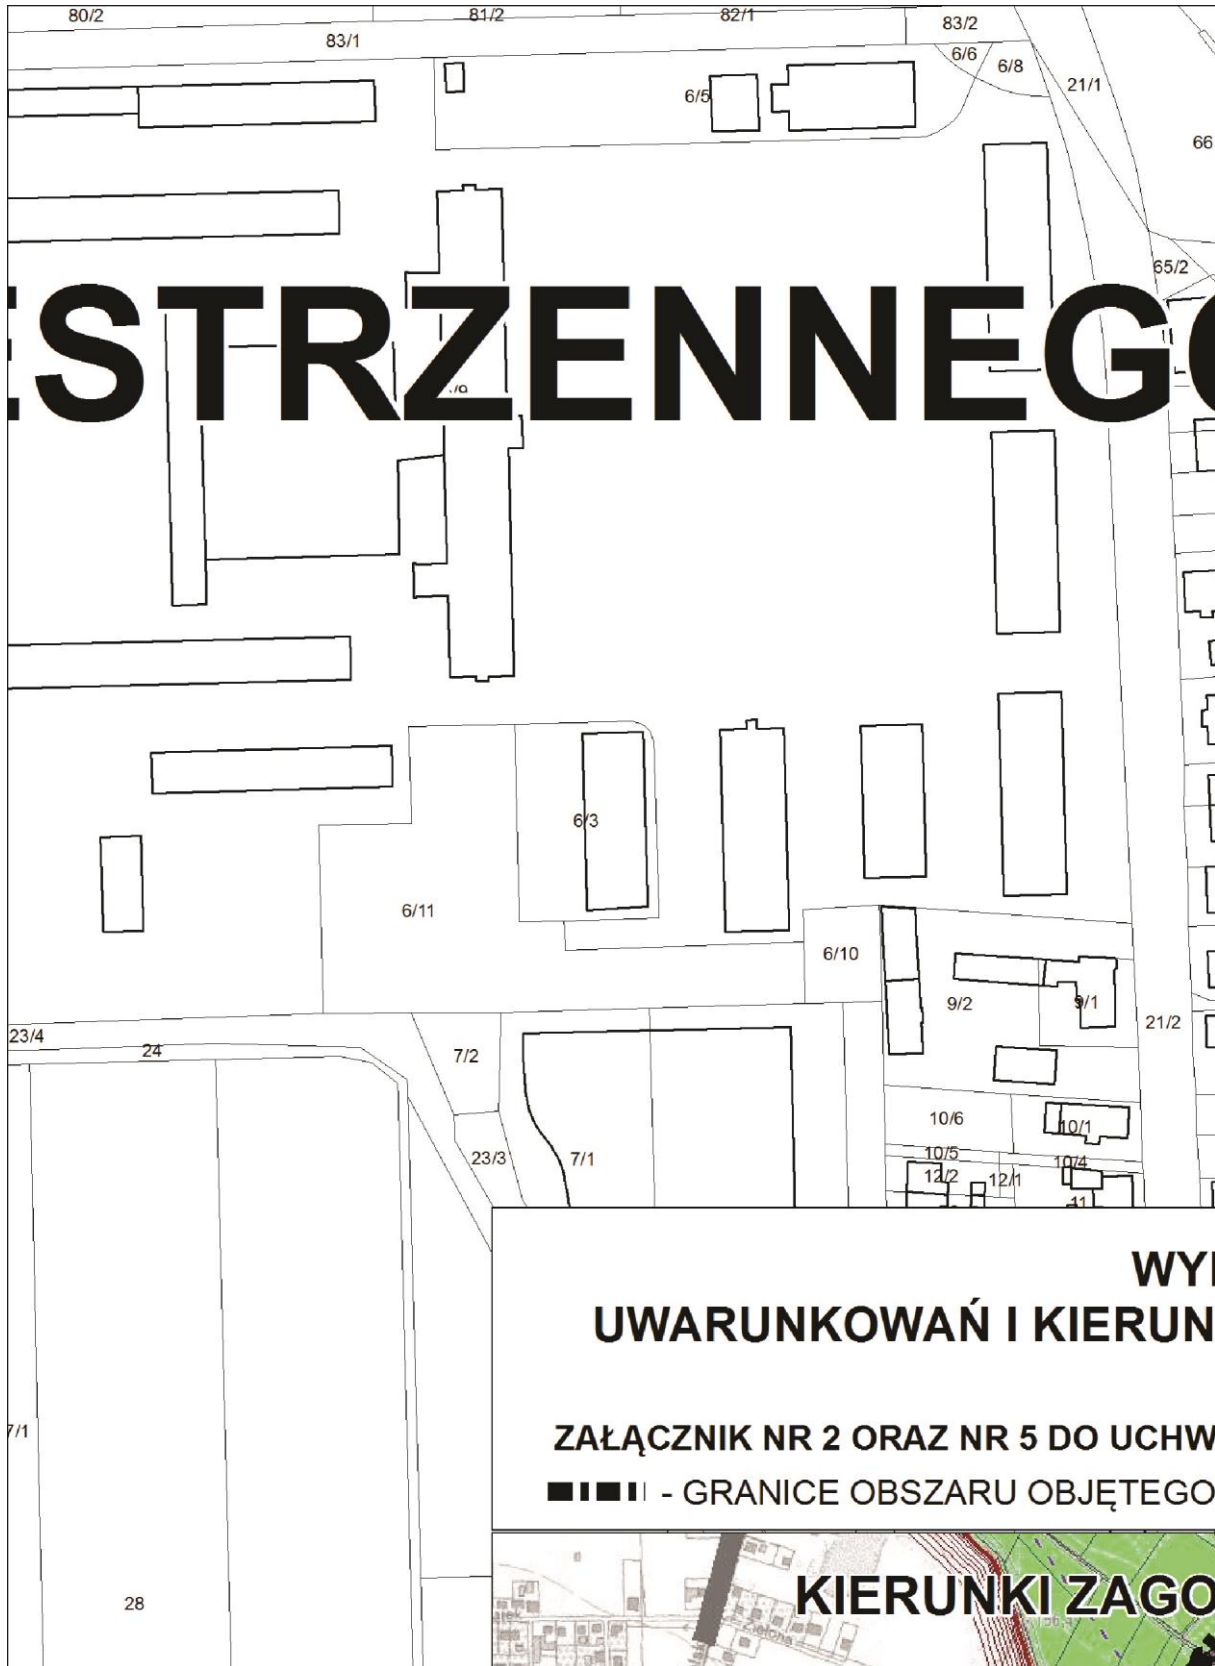 80/2 81/2 82/1
83/1 83/2
6/6 6/8
6/5 21/1
66
65/2
ESTRZENNEGO
6/3
6/11
6/10
9/2 9/1
23/4 24 21/2
7/2
10/6 10/1
23/3 7/1 10/5 10/4
12/2 12/1
11
WY
UWARUNKOWAŃ I KIERUN
7/1
ZAŁĄCZNIK NR 2 ORAZ NR 5 DO UCHW
- GRANICE OBSZARU OBJĘTEGO
KIERUNKI ZAGO
28
Zielona